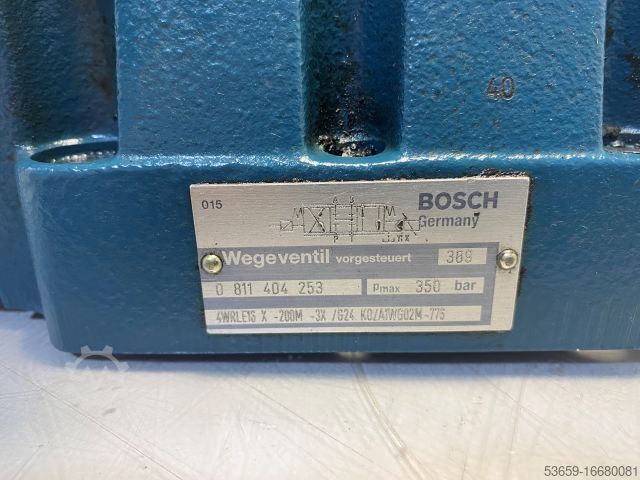 40
015
BOSCH
Germany
A B
P T
Wegeventil vorgesteuert 309
0 811 404 253 Pmax 350 bar
4WRLE16 X -200M -3X /G24 K0/A1WG02M-775
53659-16680081